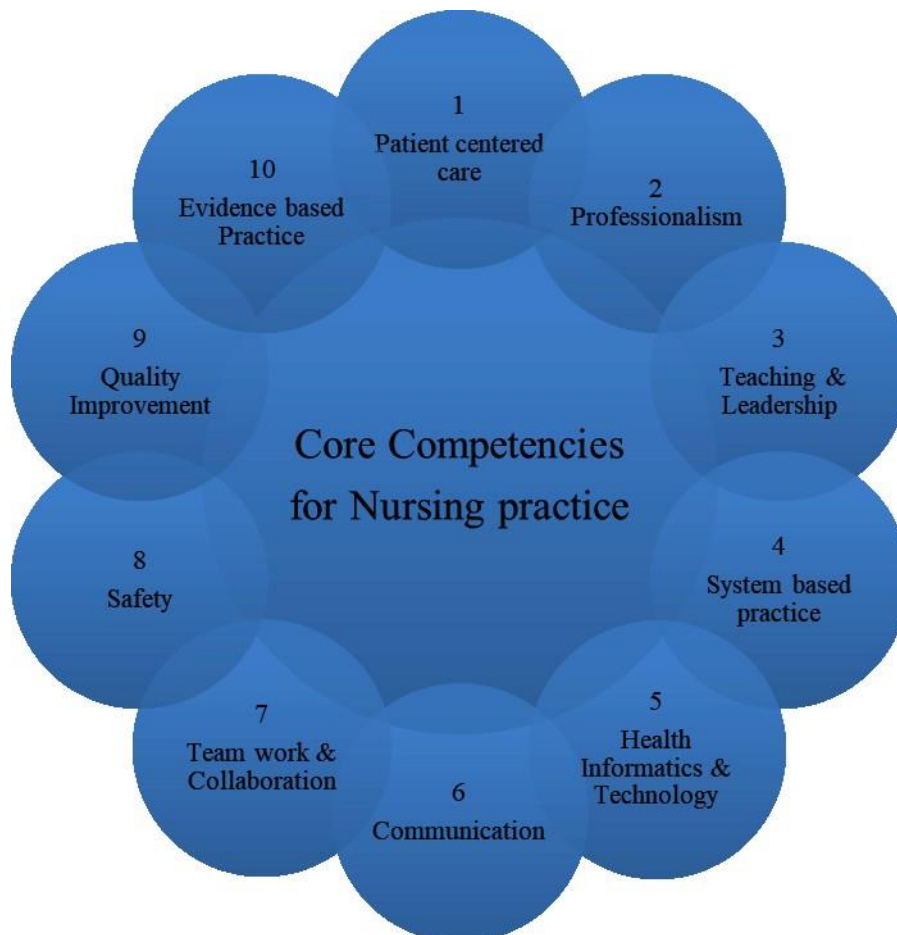 Core Competencies
for Nursing practice
1
Patient centered
care
2
Professionalism
3
Teaching &
Leadership
4
System based
practice
5
Health
Informatics &
Technology
6
Communication
7
Team work &
Collaboration
8
Safety
9
Quality
Improvement
10
Evidence based
Practice